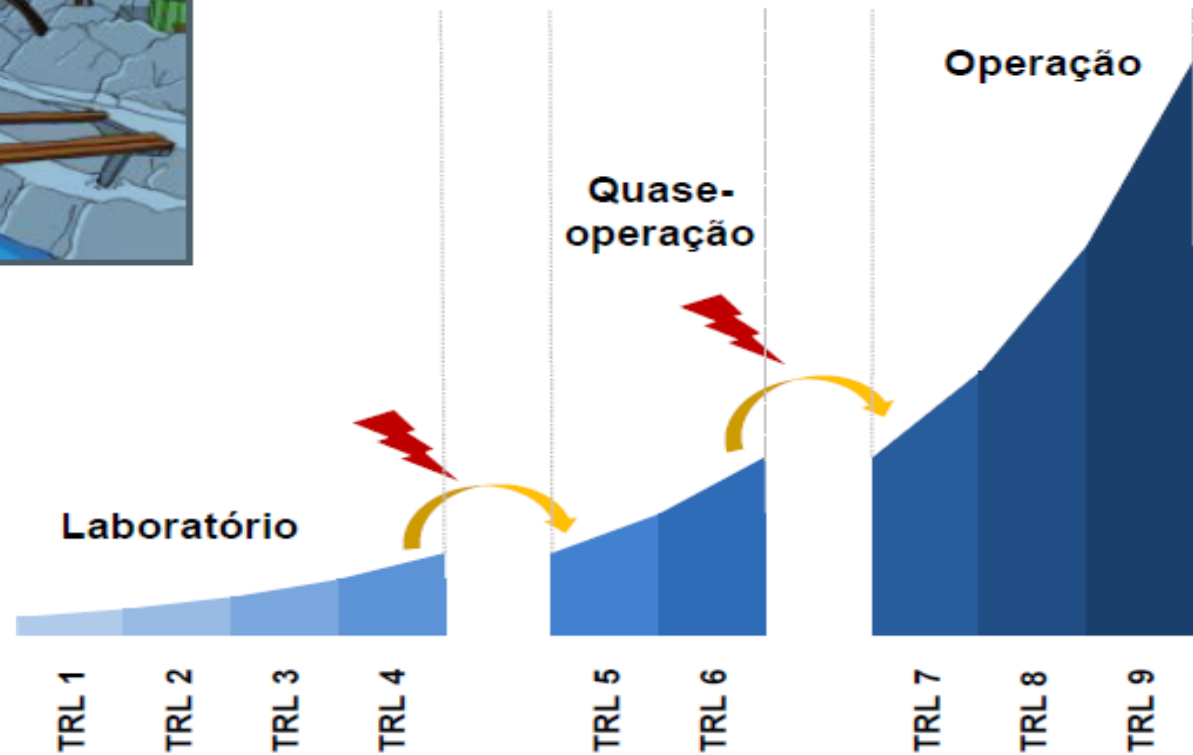 Operação
Quase-
operação
Laboratório
TRL 1
TRL 2
TRL 3
TRL 4
TRL 5
TRL 6
TRL 7
TRL 8
TRL 9